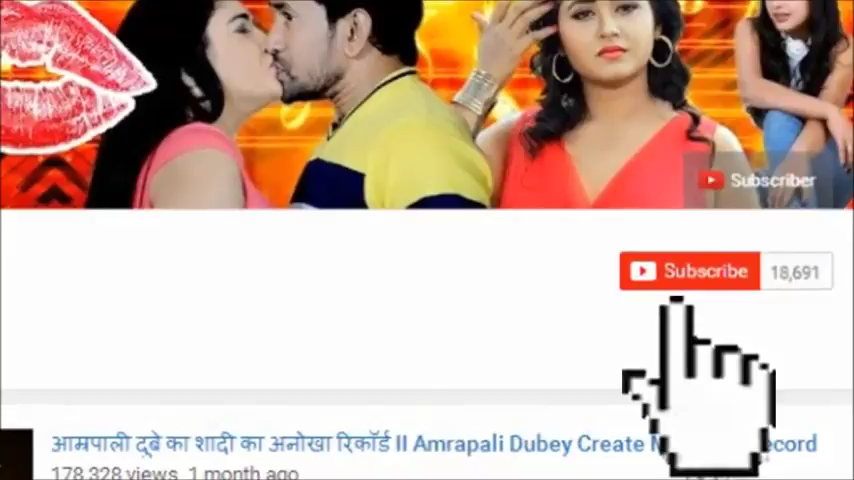 Subscriber
Subscribe 18,691
आम्रपाली दूबे का शादी का अनोखा रिकॉर्ड II Amrapali Dubey Create
178,328 views 1 month ago